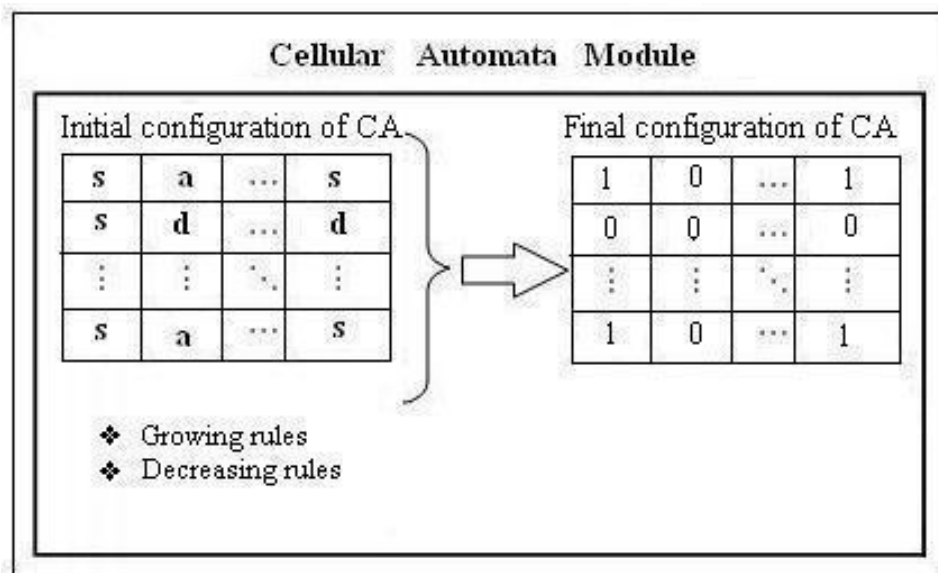 Cellular Automata Module
Initial configuration of CA
s a ... s
s d ... d
⋮ ⋮ ⋱ ⋮
s a ... s
❖ Growing rules
❖ Decreasing rules
Final configuration of CA
1 0 ... 1
0 0 ... 0
⋮ ⋮ ⋱ ⋮
1 0 ... 1